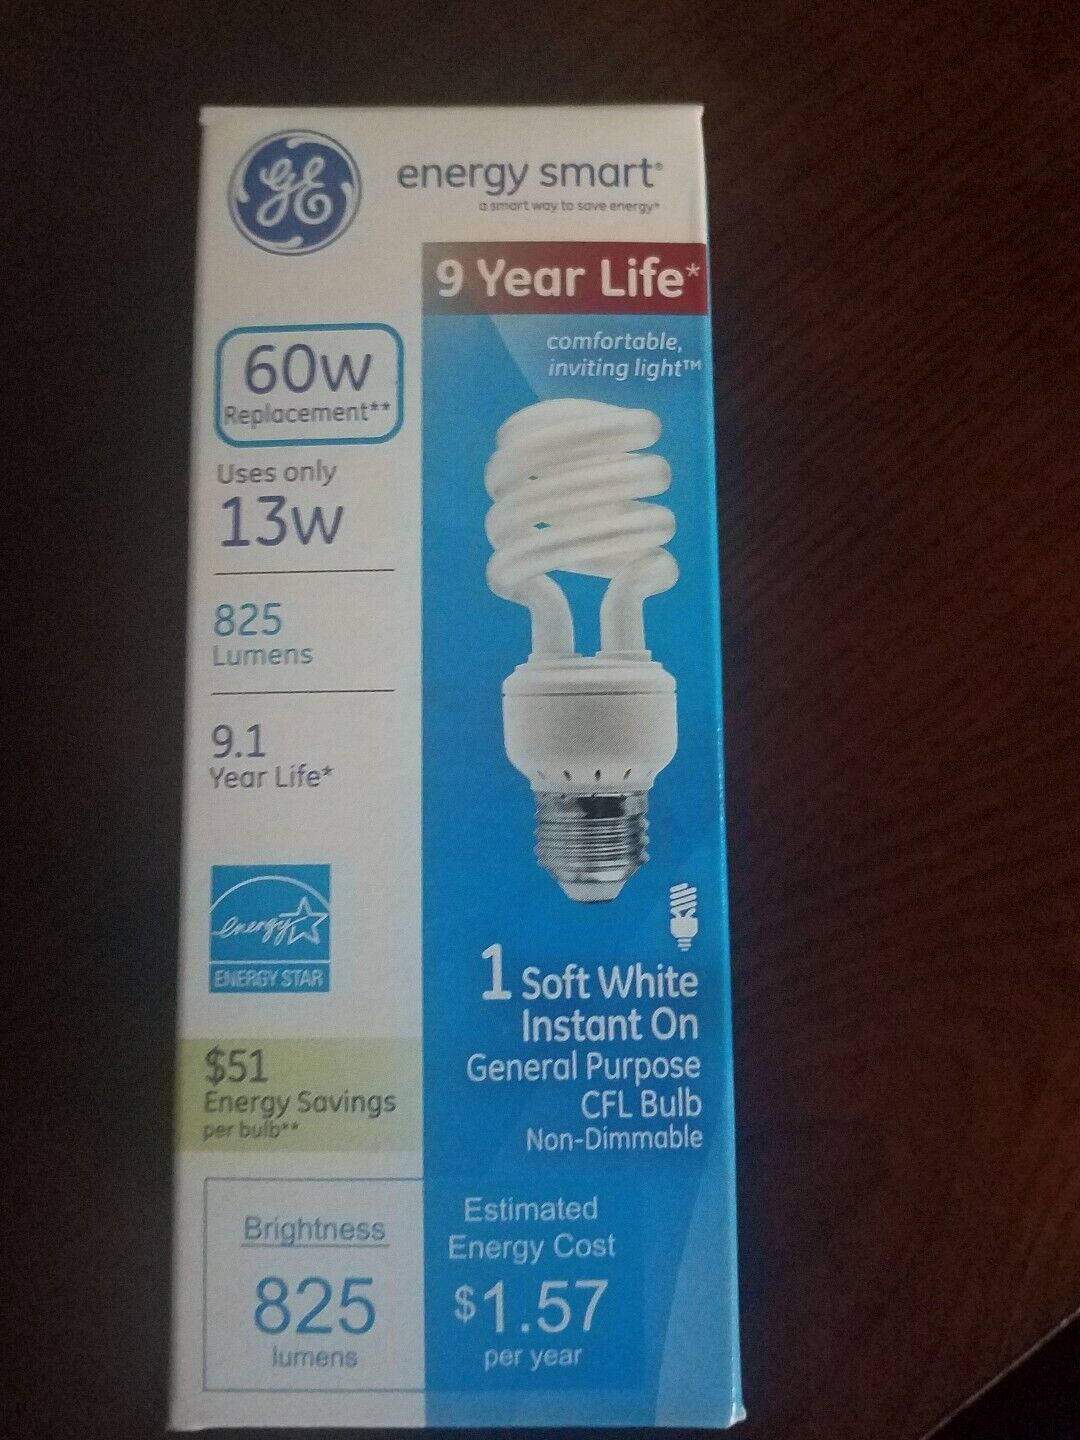 GE
energy smart®
a smart way to save energy*
9 Year Life*
comfortable,
inviting light™
60w
Replacement**
Uses only
13w
825
Lumens
9.1
Year Life*
energy
ENERGY STAR
$51
Energy Savings
per bulb**
1 Soft White
Instant On
General Purpose
CFL Bulb
Non-Dimmable
Brightness
825
lumens
Estimated
Energy Cost
$1.57
per year